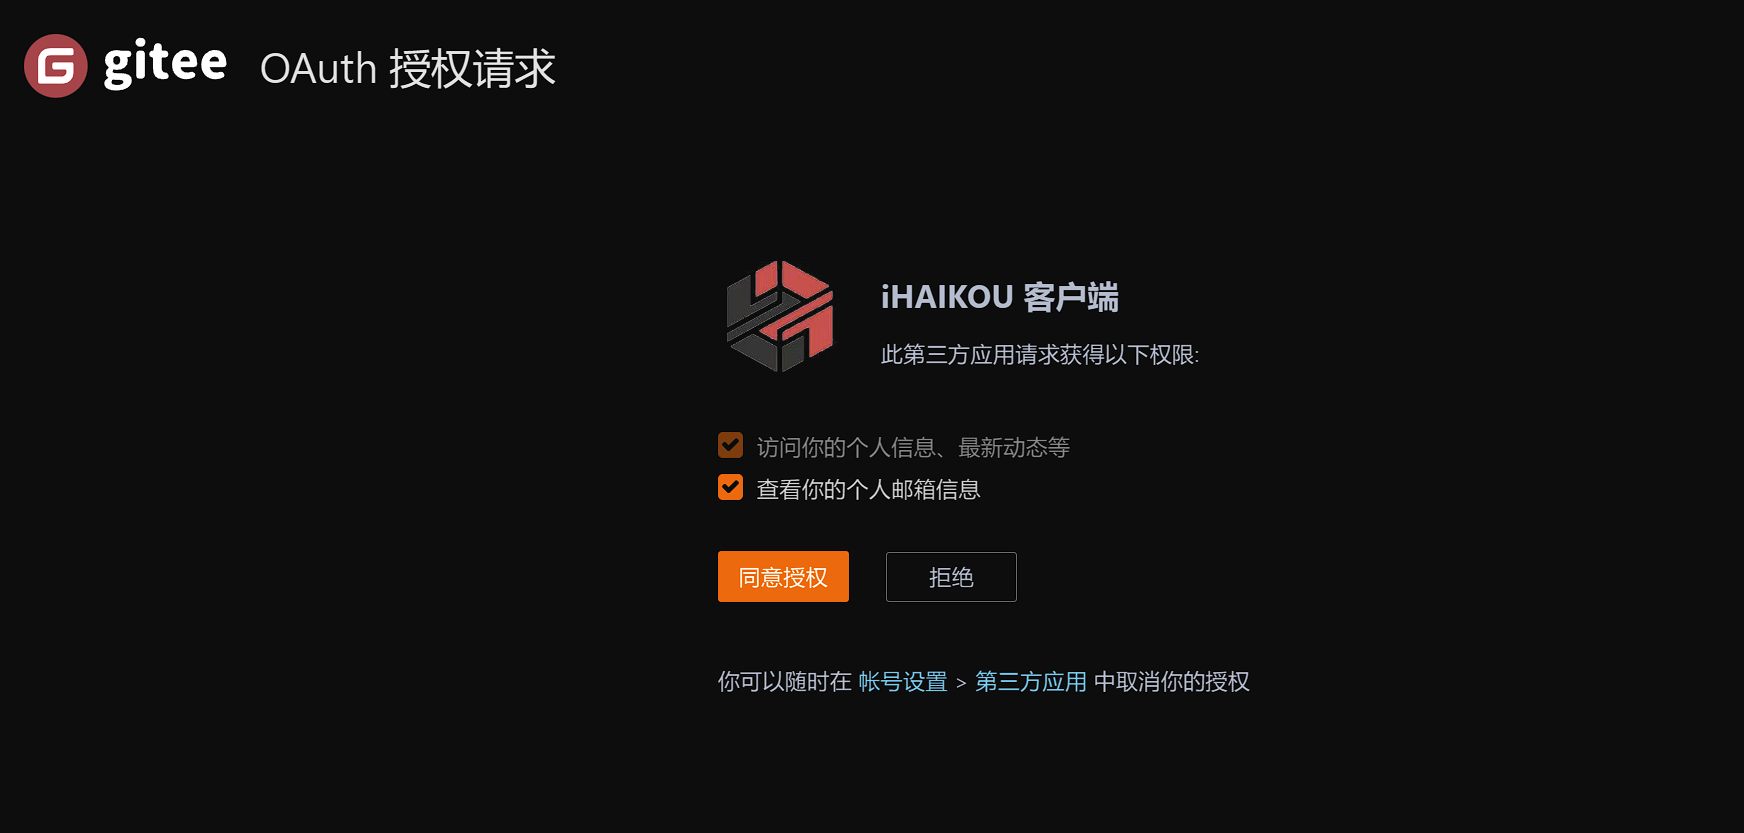 gitee OAuth 授权请求
iHAIKOU 客户端
此第三方应用请求获得以下权限:
访问你的个人信息、最新动态等
查看你的个人邮箱信息
同意授权 拒绝
你可以随时在 帐号设置 > 第三方应用 中取消你的授权